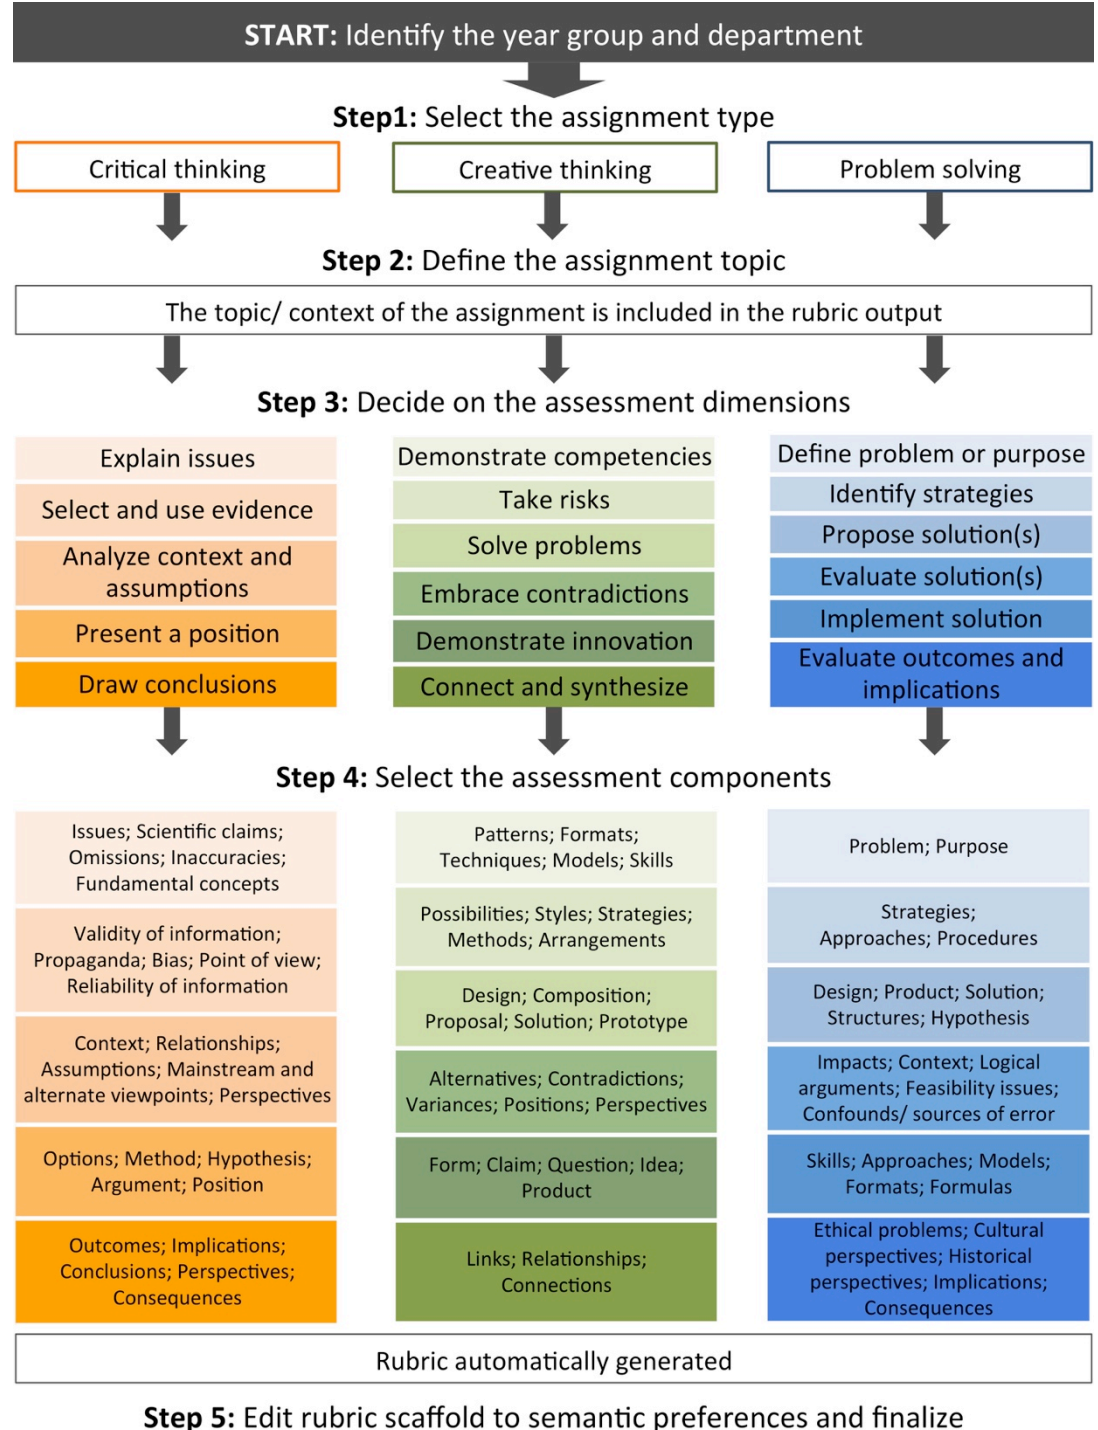 START: Identify the year group and department
Step1: Select the assignment type
Critical thinking
Creative thinking
Problem solving
Step 2: Define the assignment topic
The topic/ context of the assignment is included in the rubric output
Step 3: Decide on the assessment dimensions
Explain issues
Select and use evidence
Analyze context and
assumptions
Present a position
Draw conclusions
Demonstrate competencies
Take risks
Solve problems
Embrace contradictions
Demonstrate innovation
Connect and synthesize
Define problem or purpose
Identify strategies
Propose solution(s)
Evaluate solution(s)
Implement solution
Evaluate outcomes and
implications
Step 4: Select the assessment components
Issues; Scientific claims;
Omissions; Inaccuracies;
Fundamental concepts
Validity of information;
Propaganda; Bias; Point of view;
Reliability of information
Context; Relationships;
Assumptions; Mainstream and
alternate viewpoints; Perspectives
Options; Method; Hypothesis;
Argument; Position
Outcomes; Implications;
Conclusions; Perspectives;
Consequences
Patterns; Formats;
Techniques; Models; Skills
Possibilities; Styles; Strategies;
Methods; Arrangements
Design; Composition;
Proposal; Solution; Prototype
Alternatives; Contradictions;
Variances; Positions; Perspectives
Form; Claim; Question; Idea;
Product
Links; Relationships;
Connections
Problem; Purpose
Strategies;
Approaches; Procedures
Design; Product; Solution;
Structures; Hypothesis
Impacts; Context; Logical
arguments; Feasibility issues;
Confounds/ sources of error
Skills; Approaches; Models;
Formats; Formulas
Ethical problems; Cultural
perspectives; Historical
perspectives; Implications;
Consequences
Rubric automatically generated
Step 5: Edit rubric scaffold to semantic preferences and finalize